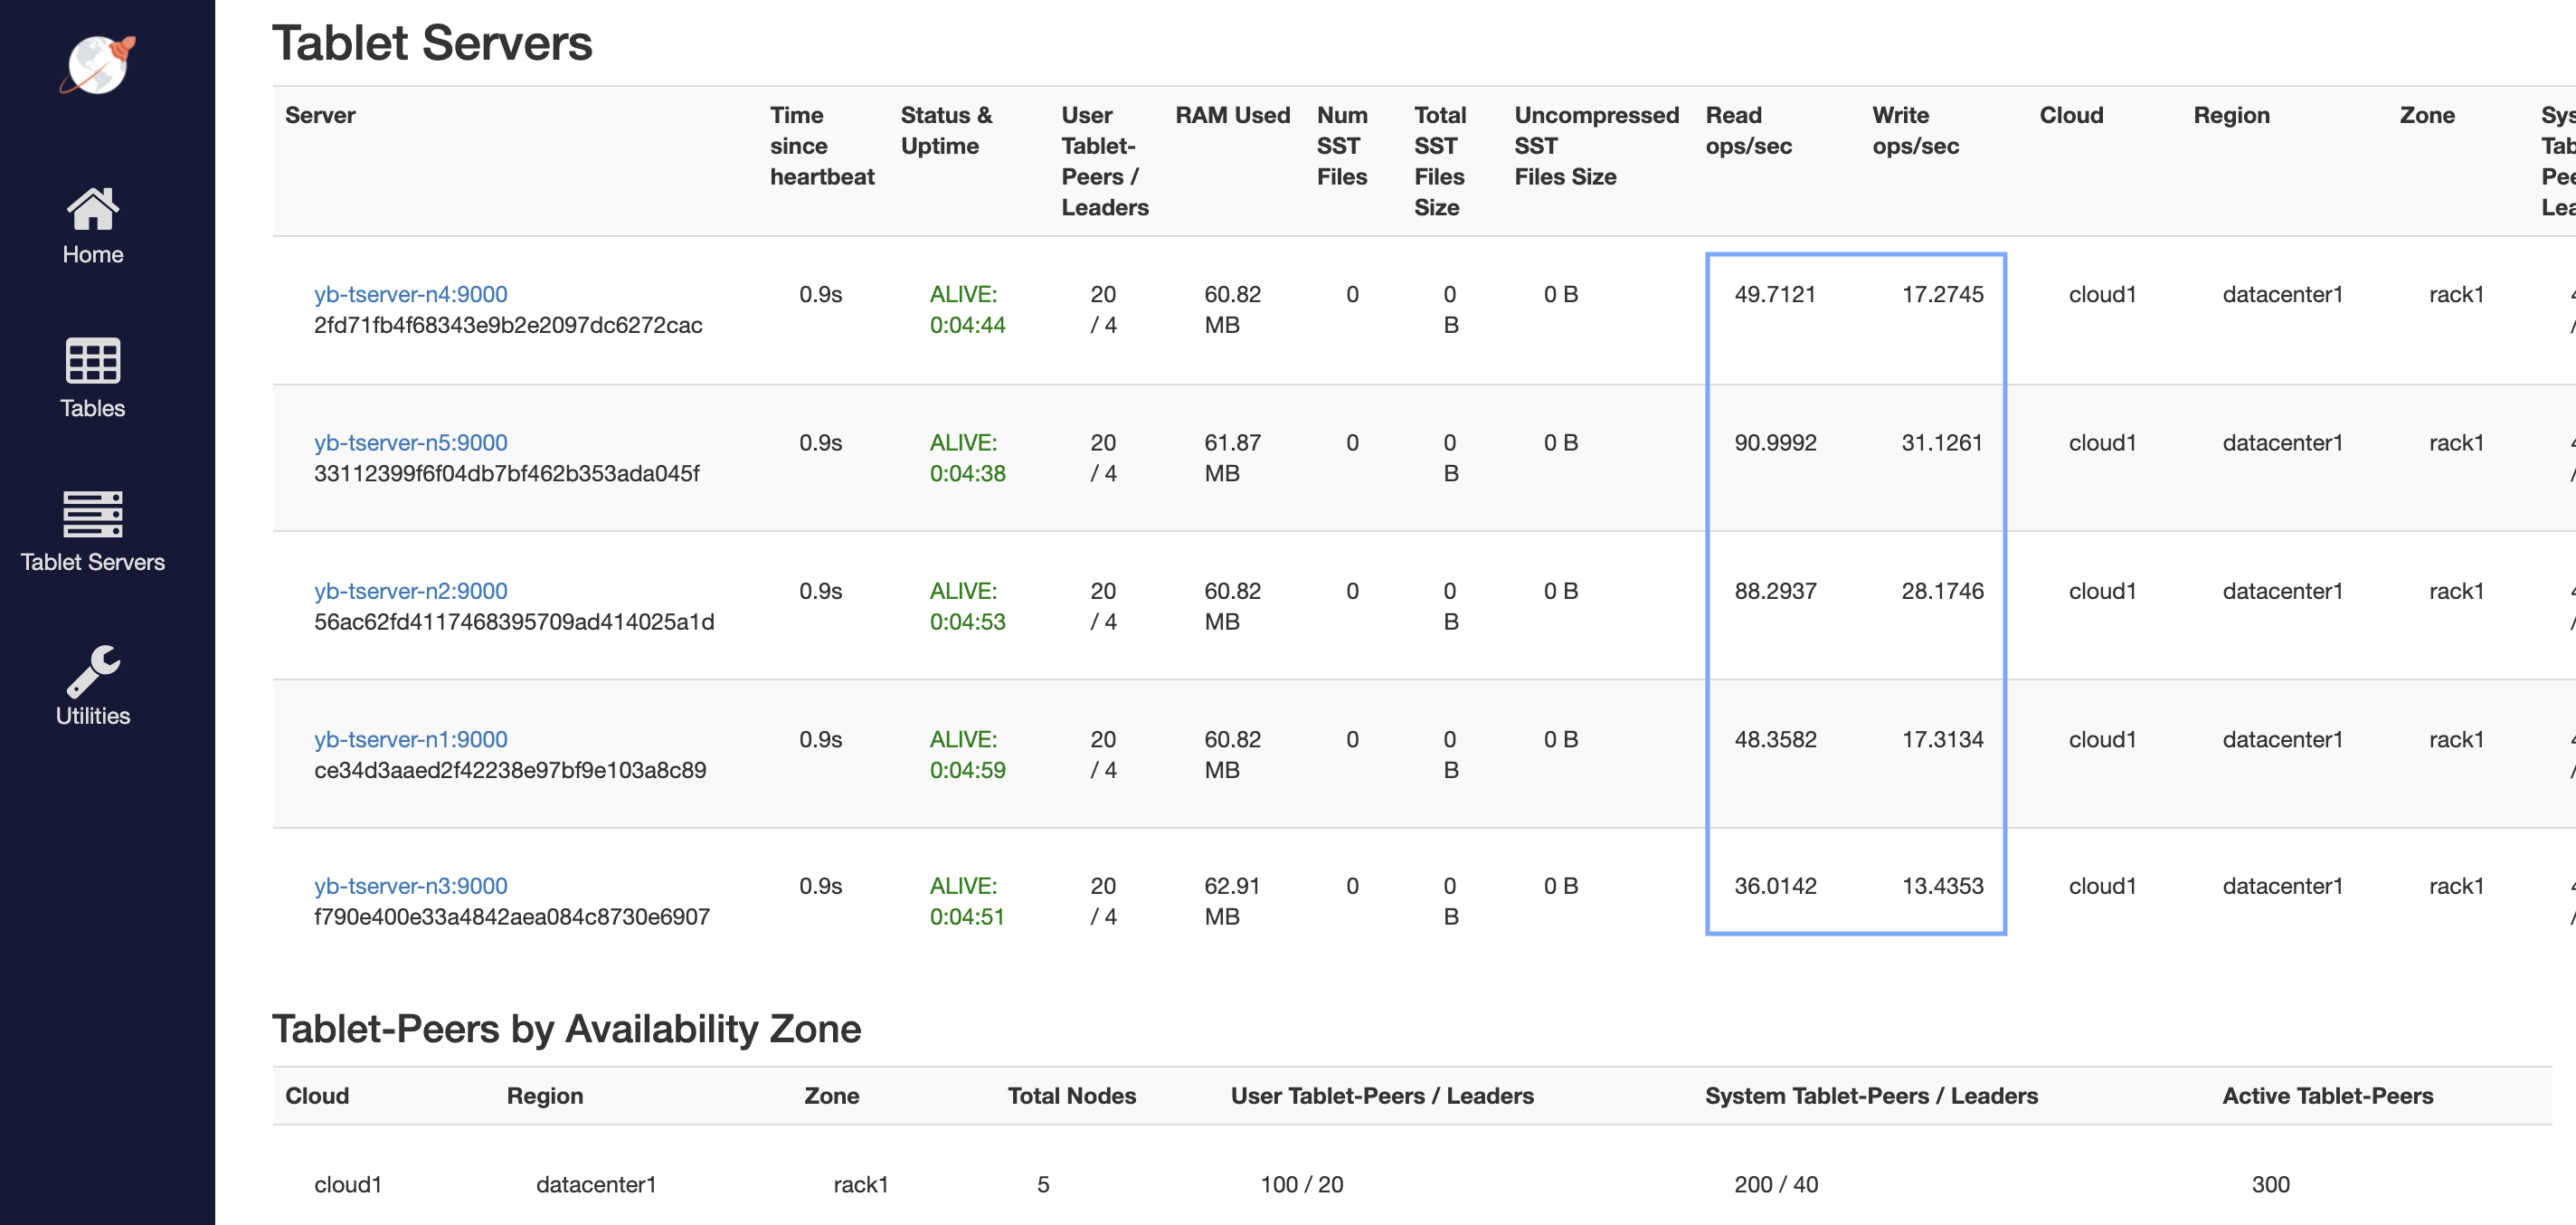 Home
Tables
Tablet Servers
Utilities
Tablet Servers
Server Time since heartbeat Status & Uptime User Tablet-Peers / Leaders RAM Used Num SST Files Total SST Files Size Uncompressed SST Files Size Read ops/sec Write ops/sec Cloud Region Zone
yb-tserver-n4:9000 0.9s ALIVE: 20 60.82 0 0 0 B 49.7121 17.2745 cloud1 datacenter1 rack1
2fd71fb4f68343e9b2e2097dc6272cac 0:04:44 / 4 MB B
yb-tserver-n5:9000 0.9s ALIVE: 20 61.87 0 0 0 B 90.9992 31.1261 cloud1 datacenter1 rack1
33112399f6f04db7bf462b353ada045f 0:04:38 / 4 MB B
yb-tserver-n2:9000 0.9s ALIVE: 20 60.82 0 0 0 B 88.2937 28.1746 cloud1 datacenter1 rack1
56ac62fd4117468395709ad414025a1d 0:04:53 / 4 MB B
yb-tserver-n1:9000 0.9s ALIVE: 20 60.82 0 0 0 B 48.3582 17.3134 cloud1 datacenter1 rack1
ce34d3aaed2f42238e97bf9e103a8c89 0:04:59 / 4 MB B
yb-tserver-n3:9000 0.9s ALIVE: 20 62.91 0 0 0 B 36.0142 13.4353 cloud1 datacenter1 rack1
f790e400e33a4842aea084c8730e6907 0:04:51 / 4 MB B
Tablet-Peers by Availability Zone
Cloud Region Zone Total Nodes User Tablet-Peers / Leaders System Tablet-Peers / Leaders Active Tablet-Peers
cloud1 datacenter1 rack1 5 100 / 20 200 / 40 300